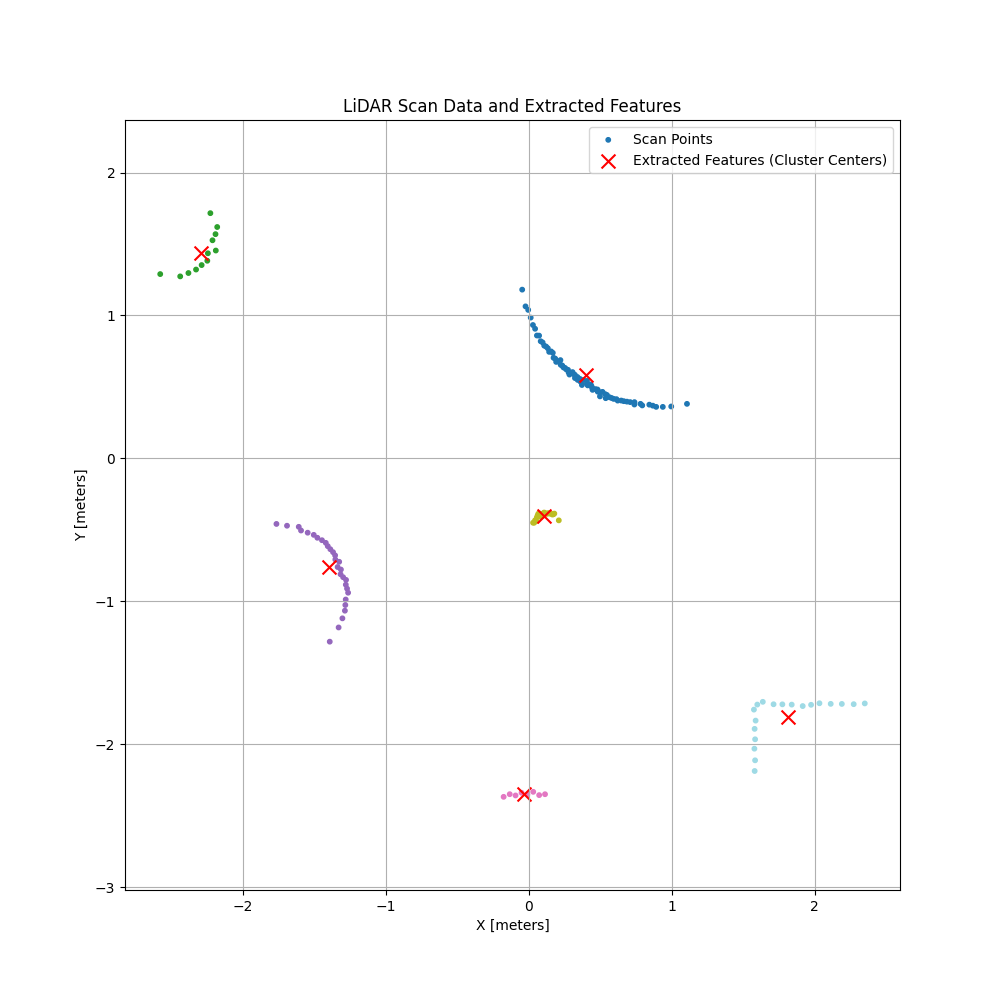 LiDAR Scan Data and Extracted Features
Scan Points
Extracted Features (Cluster Centers)
2
1
0
−1
−2
−3
Y [meters]
−2
−1
0
1
2
X [meters]